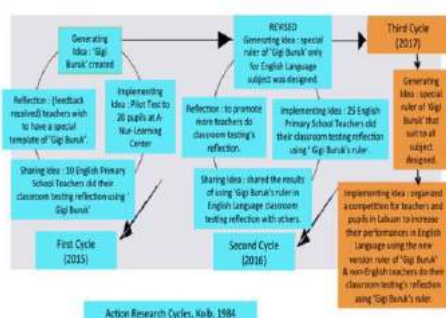 Generating
Idea : 'Gigi
Buruk' created
Implementing
Idea : Pilot Test to
20 pupils at A-
Nur-Learning
Center
Sharing Idea : 10 English Primary
School Teachers did their
classroom testing reflection using '
Gigi Buruk'
Reflection : (feedback
received) teachers wish
to have a special
template of "Gigi Buruk".
First Cycle
(2015)
REVISED
Generating Idea : special
ruler of 'Gigi Buruk' only
for English Language
subject was designed.
Implementing Idea : 25 English
Primary School Teachers did
their classroom testing reflection
using ' Gigi Buruk's ruler.
Sharing Idea : shared the results
of using 'Gigi Buruk's ruler in
English Language classroom
testing reflection with others.
Reflection : to promote
more teachers do
classroom testing's
reflection.
Second Cycle
(2016)
Third Cycle
(2017)
Generating
Idea : special
ruler of 'Gigi
Buruk' that
suit to all
subject
designed.
Implementing Idea : organized
a competition for teachers and
pupils in Labuan to increase
their performances in English
Language using the new
version ruler of 'Gigi Buruk'
& non-English teachers do their
classroom testing's reflection
using 'Gigi Buruk's ruler.
Action Research Cycles, Kolb, 1984